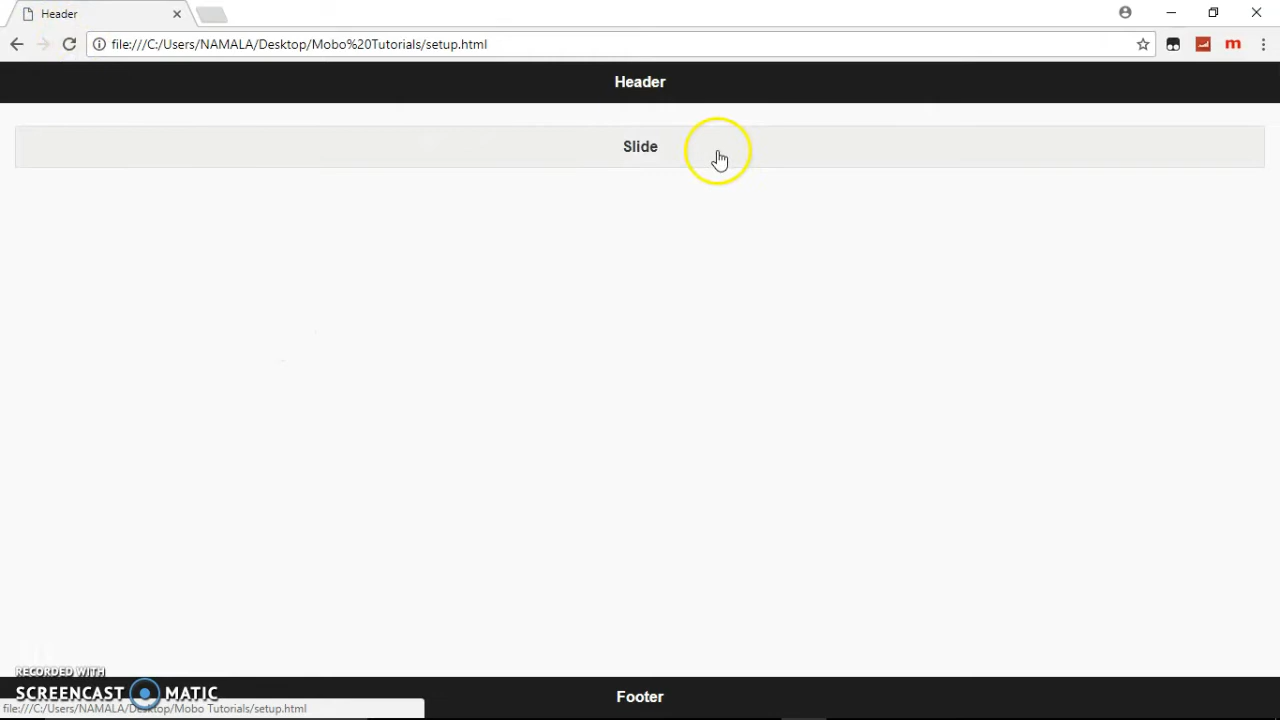 Header
file:///C:/Users/NAMALA/Desktop/Mobo%20Tutorials/setup.html
m
Header
Slide
RECORDED WITH
SCREENCAST MATIC
file:///C:/Users/NAMALA/Desktop/Mobo Tutorials/setup.html
Footer